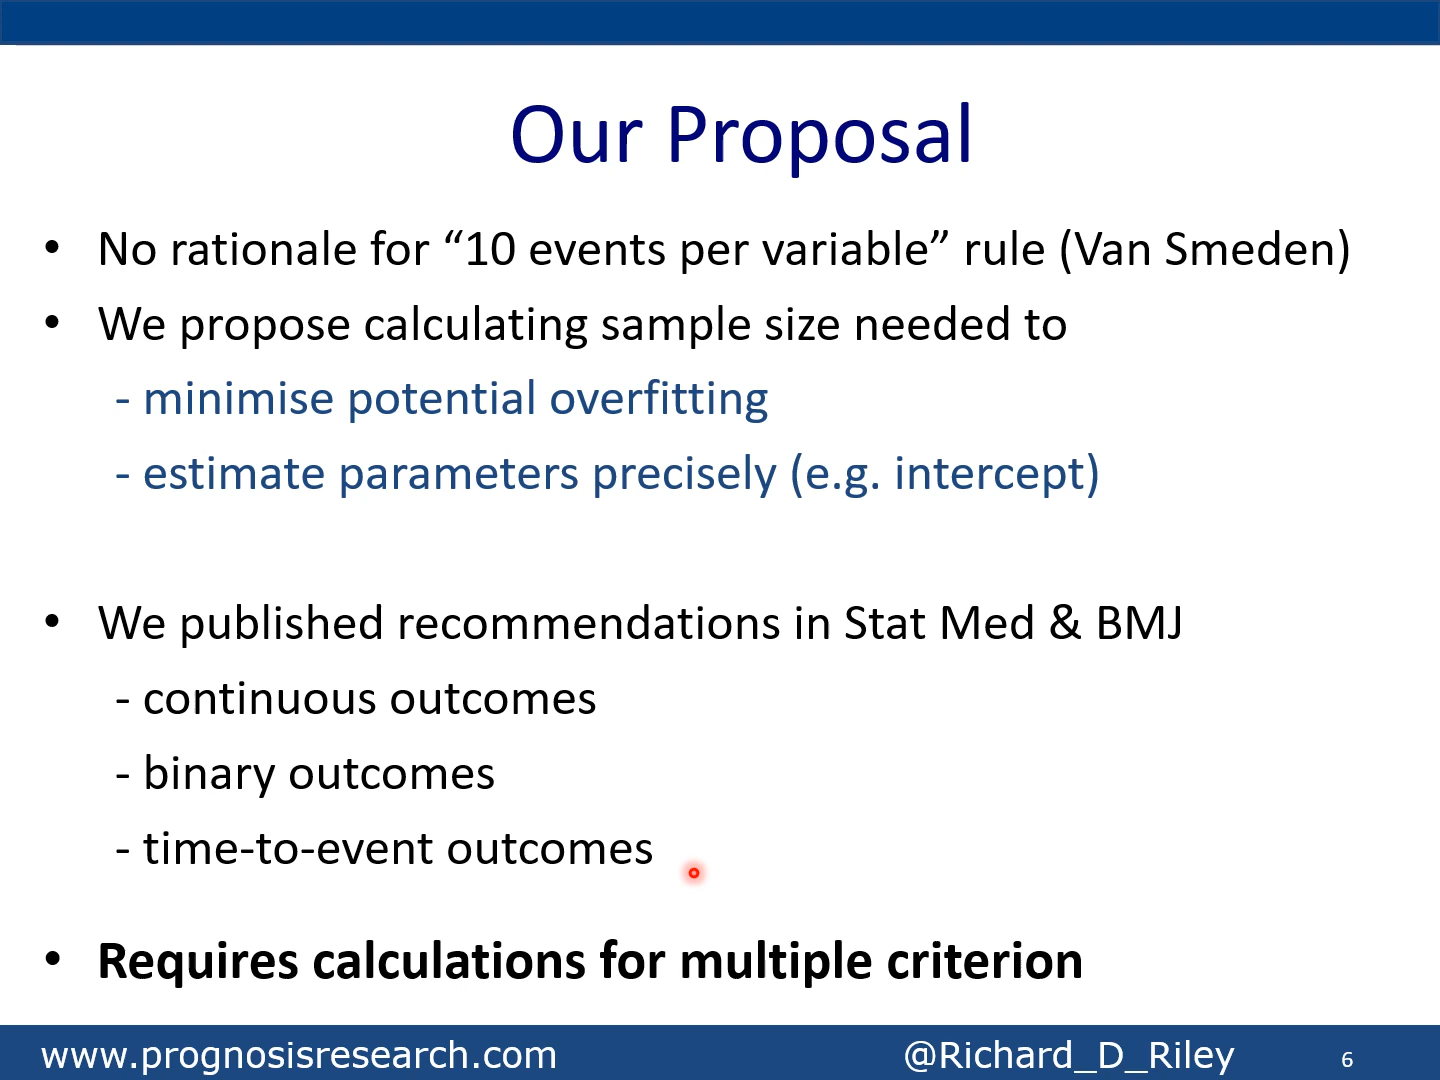 Our Proposal
• No rationale for “10 events per variable” rule (Van Smeden)
• We propose calculating sample size needed to
- minimise potential overfitting
- estimate parameters precisely (e.g. intercept)
• We published recommendations in Stat Med & BMJ
- continuous outcomes
- binary outcomes
- time-to-event outcomes
• Requires calculations for multiple criterion
www.prognosisresearch.com @Richard_D_Riley 6